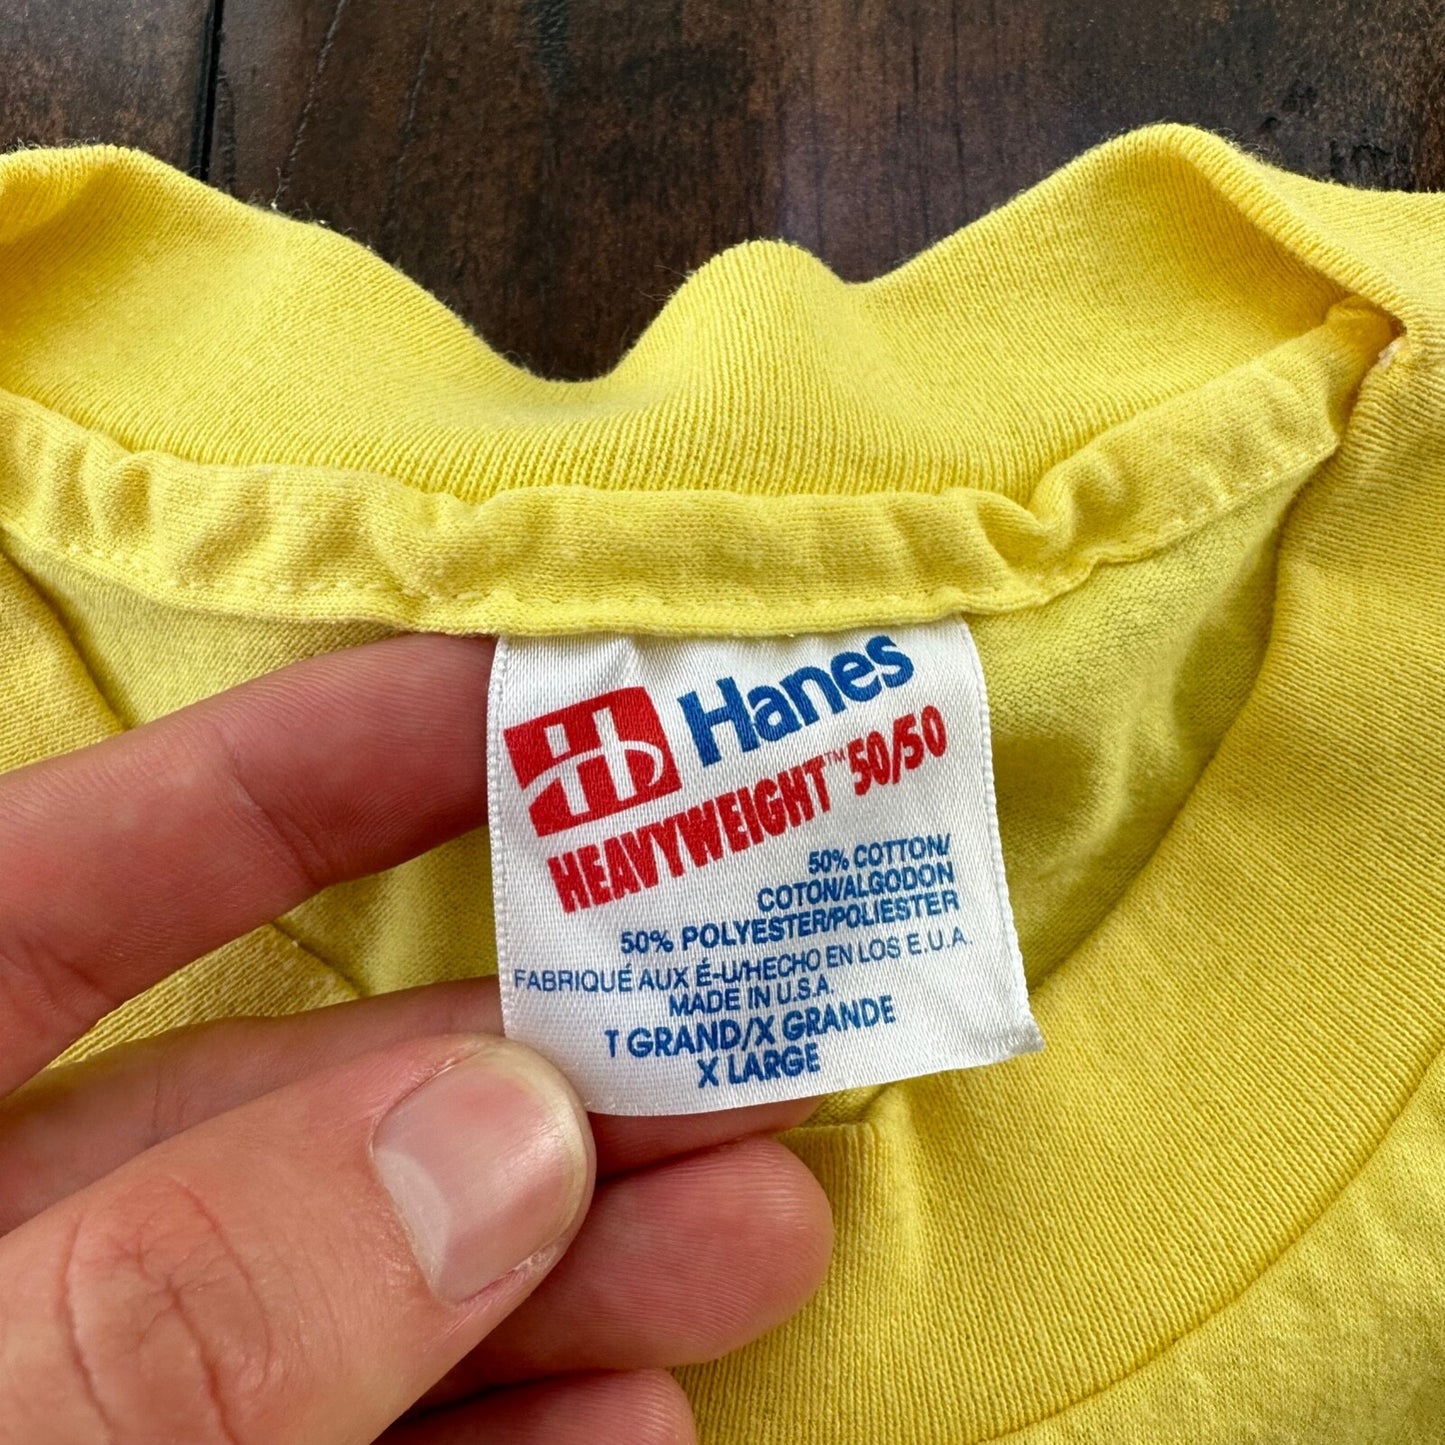 Hanes
HEAVYWEIGHT™ 50/50
50% COTTON/
COTON/ALGODON
50% POLYESTER/POLIESTER
FABRIQUÉ AUX É-U/HECHO EN LOS E.U.A.
MADE IN U.S.A.
T GRAND/X GRANDE
X LARGE